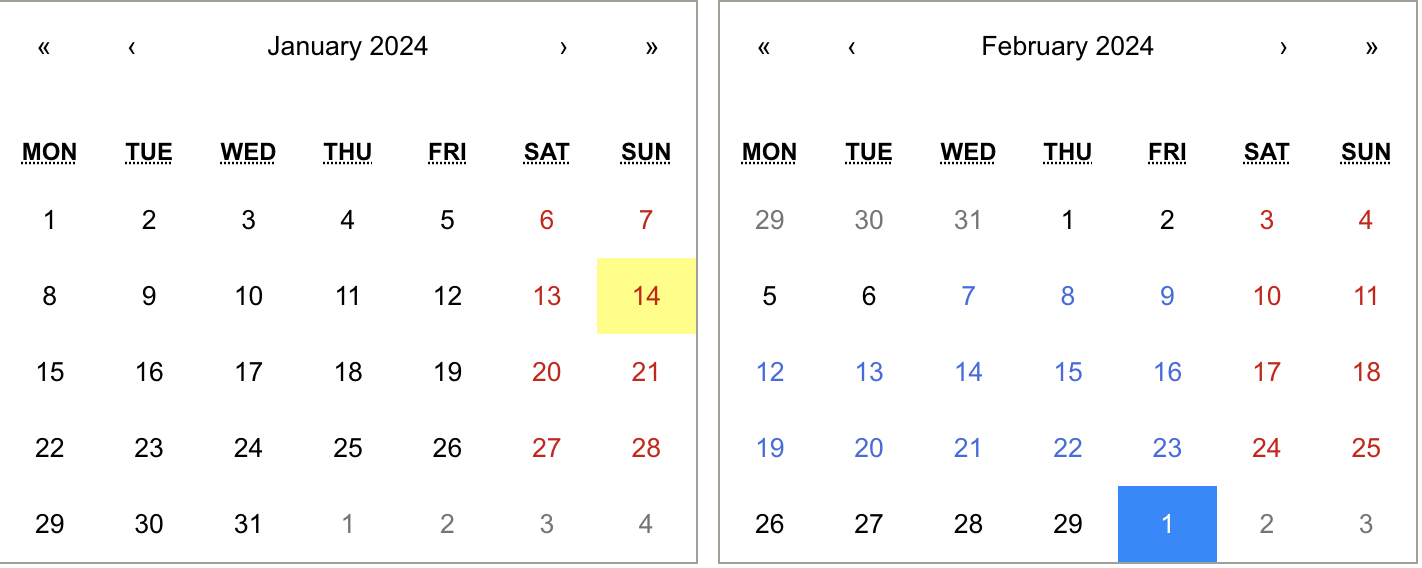 « ‹ January 2024 › »
MON TUE WED THU FRI SAT SUN
1 2 3 4 5 6 7
8 9 10 11 12 13 14
15 16 17 18 19 20 21
22 23 24 25 26 27 28
29 30 31 1 2 3 4
« ‹ February 2024 › »
MON TUE WED THU FRI SAT SUN
29 30 31 1 2 3 4
5 6 7 8 9 10 11
12 13 14 15 16 17 18
19 20 21 22 23 24 25
26 27 28 29 1 2 3